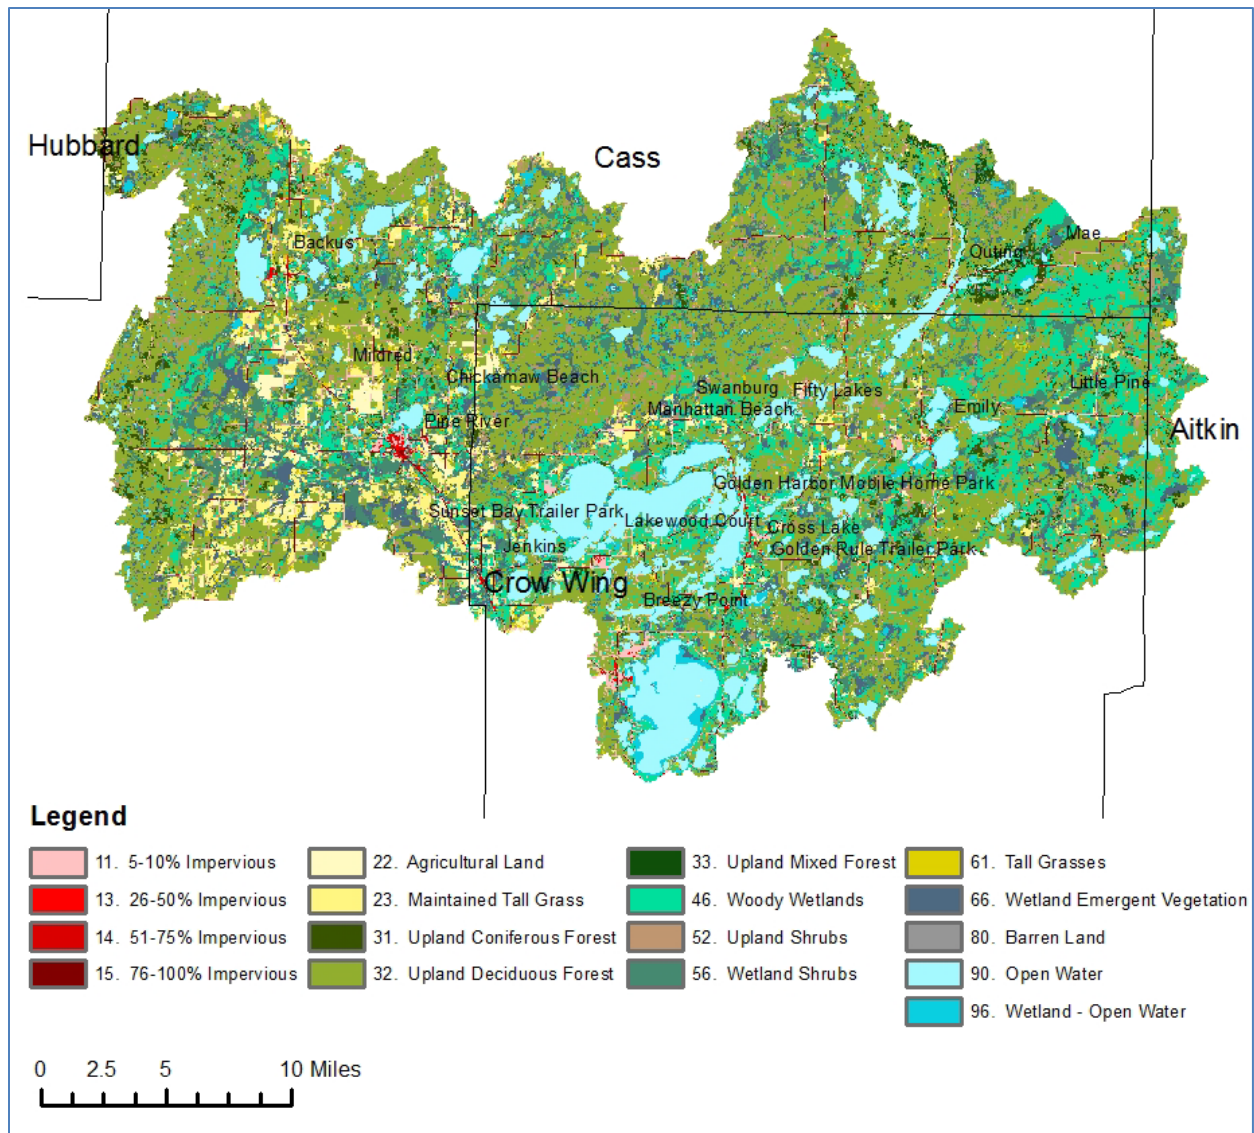 Hubbard
Cass
Backus
Mae
Outing
Mildred
Chickamaw Beach
Swanburg
Fifty Lakes
Little Pine
Manhattan Beach
Emily
Pine River
Aitkin
Golden Harbor Mobile Home Park
Sunset Bay Trailer Park
Lakewood Court
Cross Lake
Jenkins
Golden Rule Trailer Park
Crow Wing
Breezy Point
Legend
11. 5-10% Impervious
13. 26-50% Impervious
14. 51-75% Impervious
15. 76-100% Impervious
22. Agricultural Land
23. Maintained Tall Grass
31. Upland Coniferous Forest
32. Upland Deciduous Forest
33. Upland Mixed Forest
46. Woody Wetlands
52. Upland Shrubs
56. Wetland Shrubs
61. Tall Grasses
66. Wetland Emergent Vegetation
80. Barren Land
90. Open Water
96. Wetland - Open Water
0 2.5 5 10 Miles